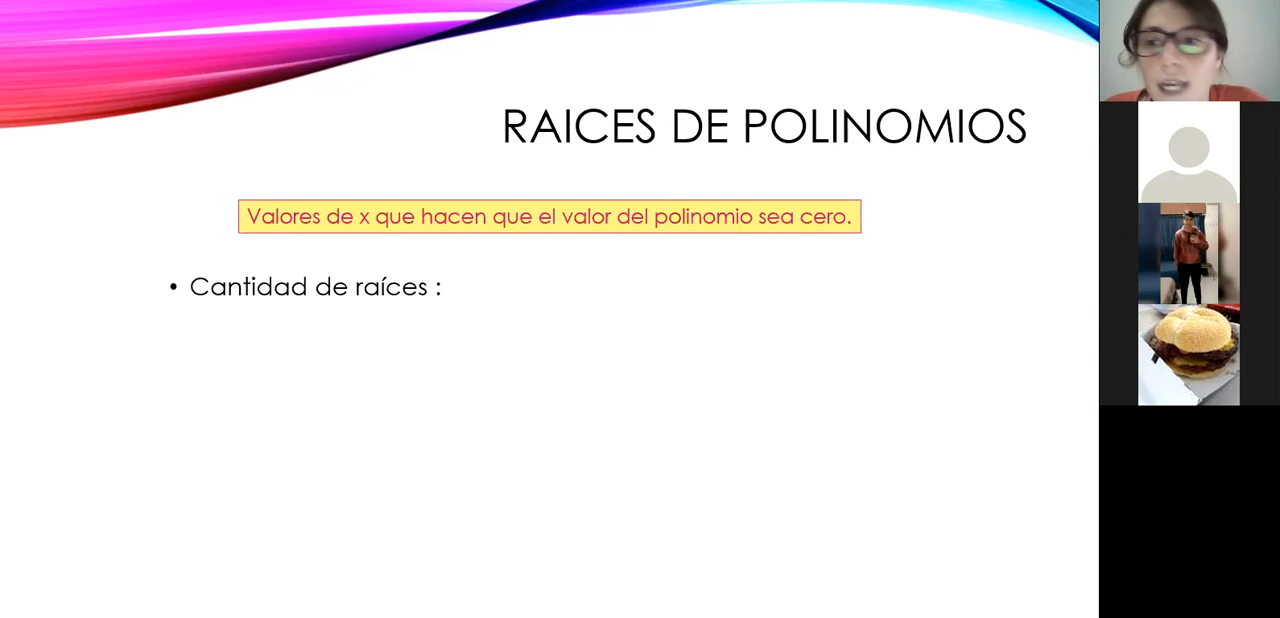 RAICES DE POLINOMIOS
Valores de x que hacen que el valor del polinomio sea cero.
• Cantidad de raíces :